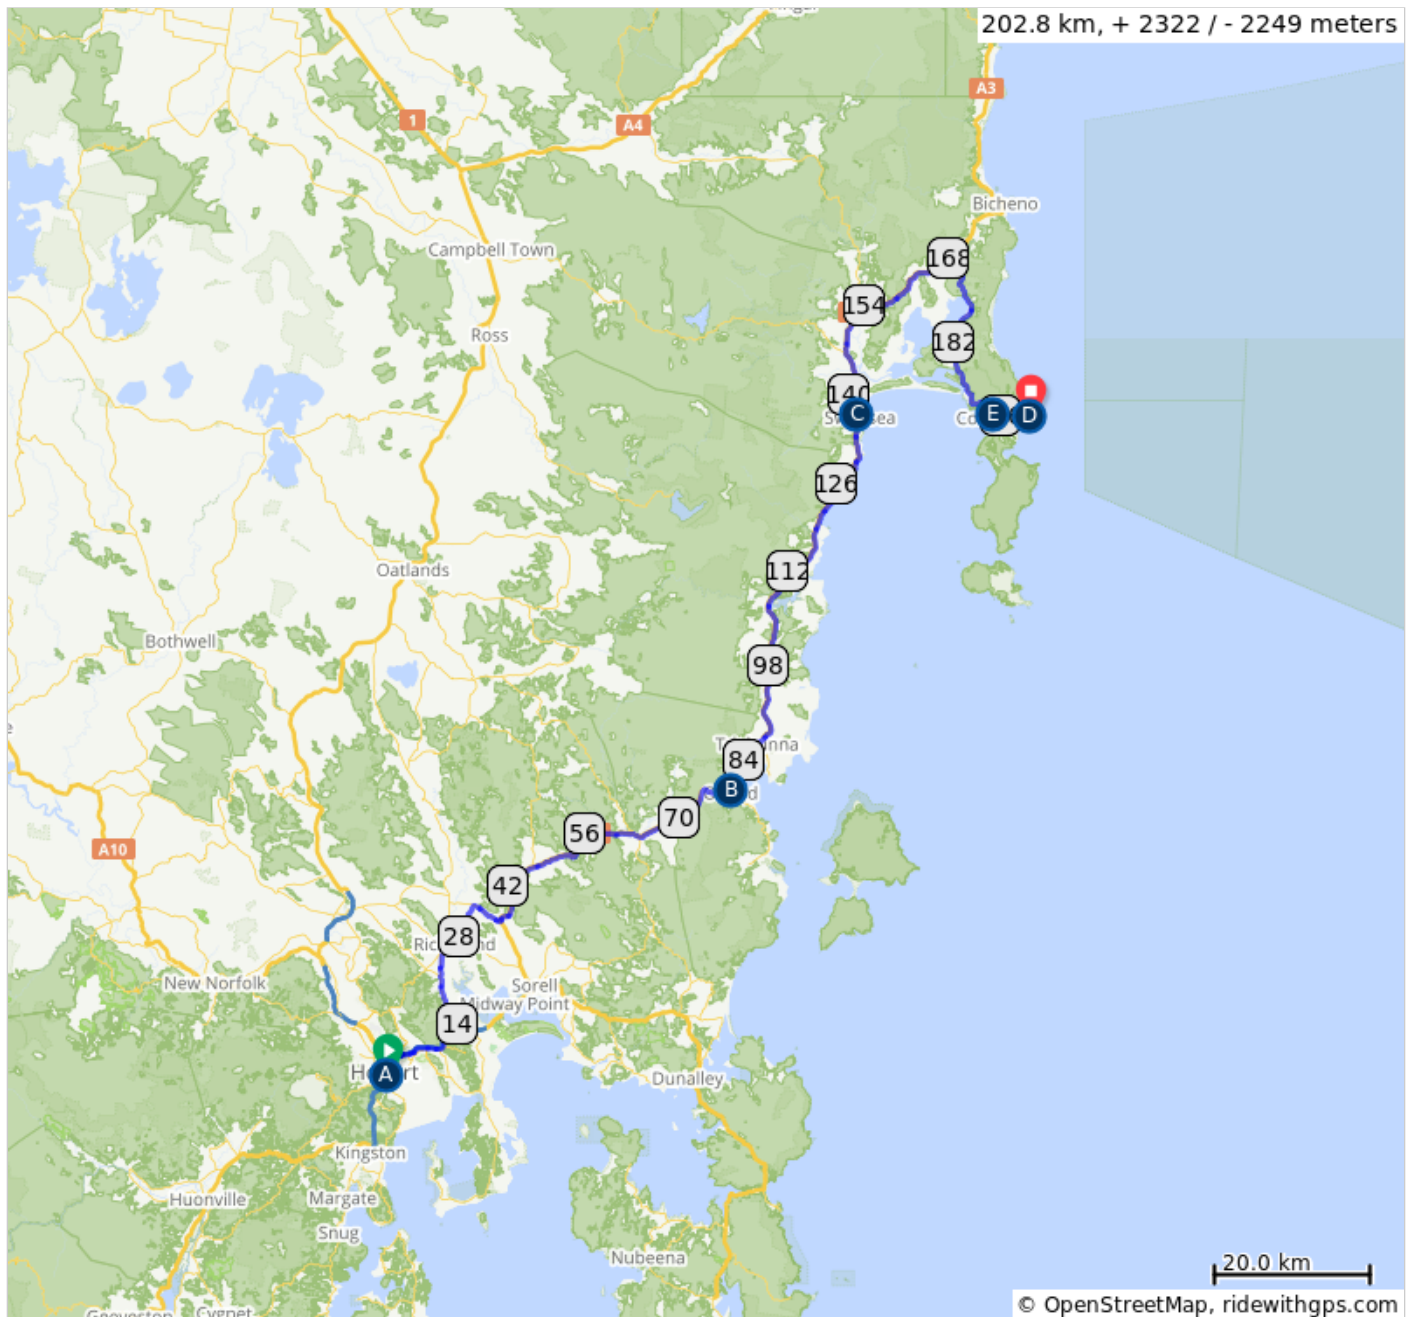 202.8 km, + 2322 / - 2249 meters
A3
1
A4
Bicheno
Campbell Town
168
154
Ross
182
140
C
E
D
126
Oatlands
112
Bothwell
98
84
B
70
56
A10
42
28
New Norfolk
Sorell
Midway Point
14
A
Dunalley
Kingston
Huonville
Margate
Snug
Nubeena
20.0 km
Cygnet
© OpenStreetMap, ridewithgps.com